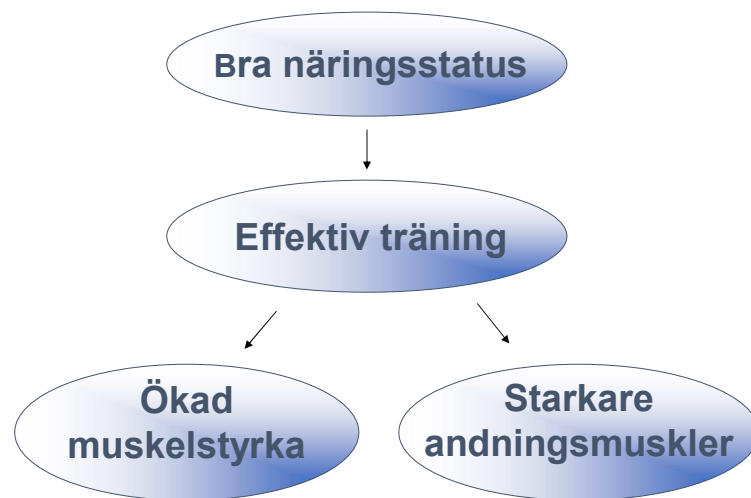 Bra näringsstatus
Effektiv träning
Ökad
muskelstyrka
Starkare
andningsmuskler